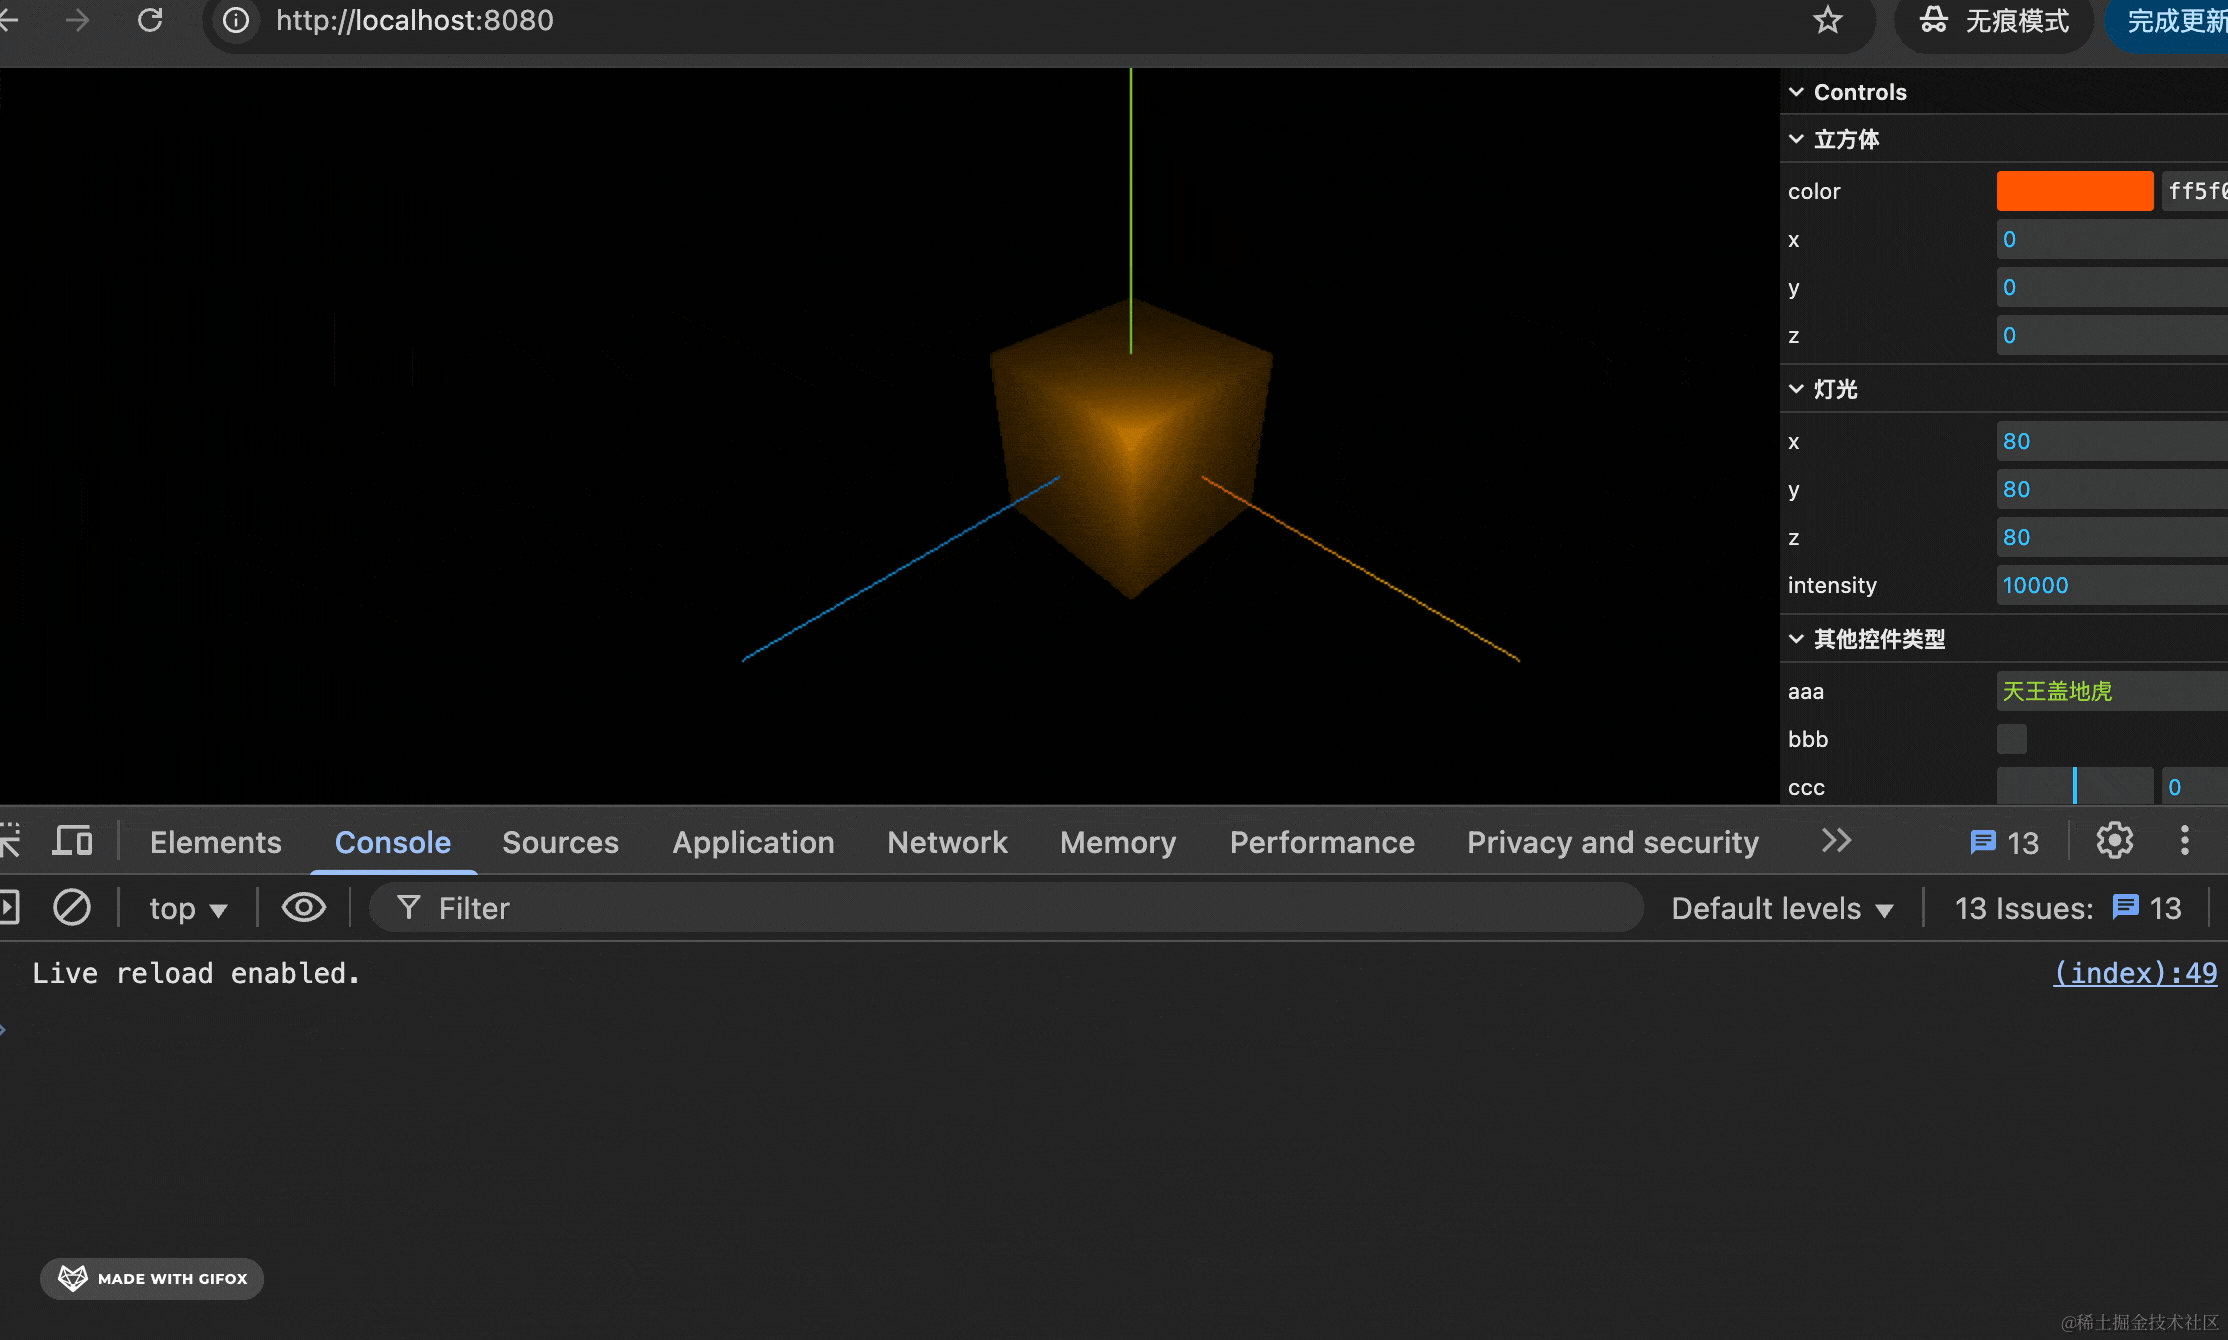 http://localhost:8080
无痕模式
完成更新
Controls
立方体
color
ff5f0
x 0
y 0
z 0
灯光
x 80
y 80
z 80
intensity 10000
其他控件类型
aaa 天王盖地虎
bbb
ccc 0
Elements Console Sources Application Network Memory Performance Privacy and security 13
top Filter Default levels 13 Issues: 13
Live reload enabled. (index):49
MADE WITH GIFOX
@稀土掘金技术社区